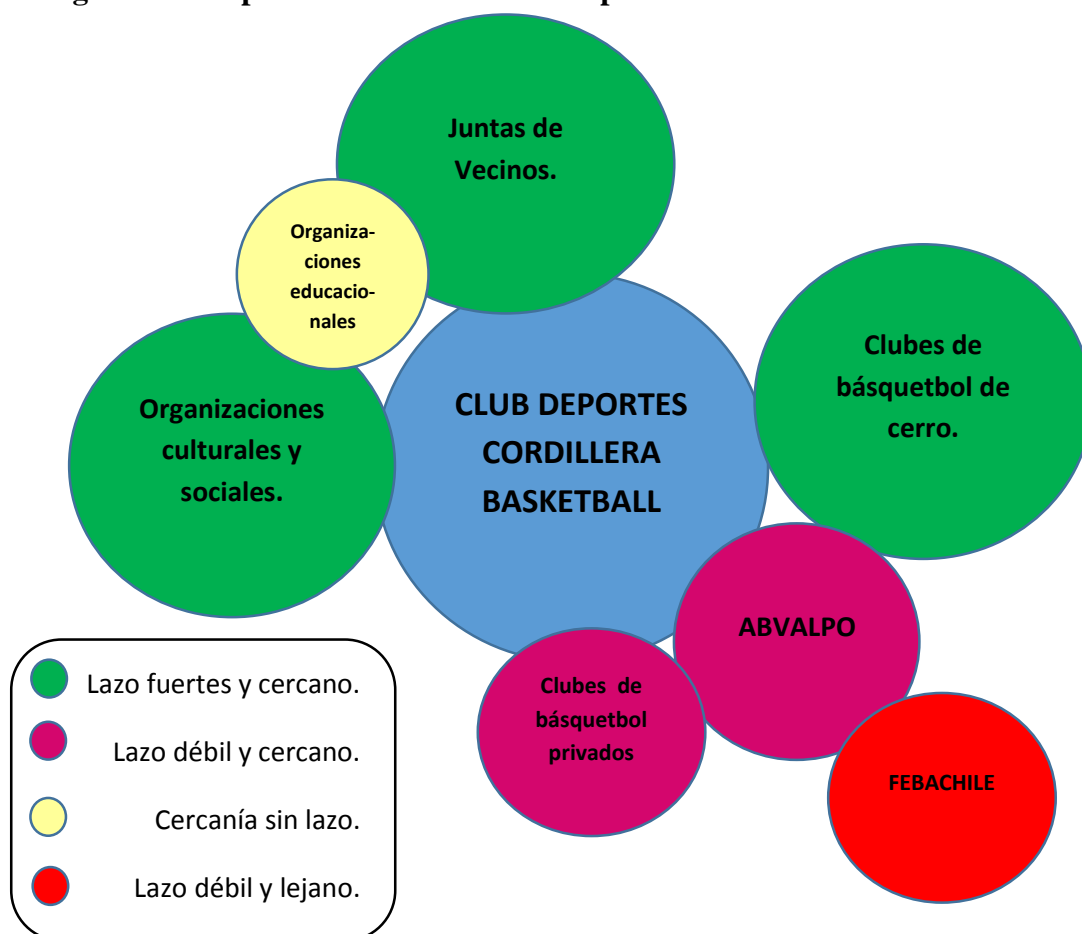 Juntas de
Vecinos.
Organiza-
ciones
educacio-
nales
Clubes de
básquetbol de
cerro.
Organizaciones
culturales y
sociales.
CLUB DEPORTES
CORDILLERA
BASKETBALL
ABVALPO
Clubes de
básquetbol
privados
FEBACHILE
Lazo fuertes y cercano.
Lazo débil y cercano.
Cercanía sin lazo.
Lazo débil y lejano.